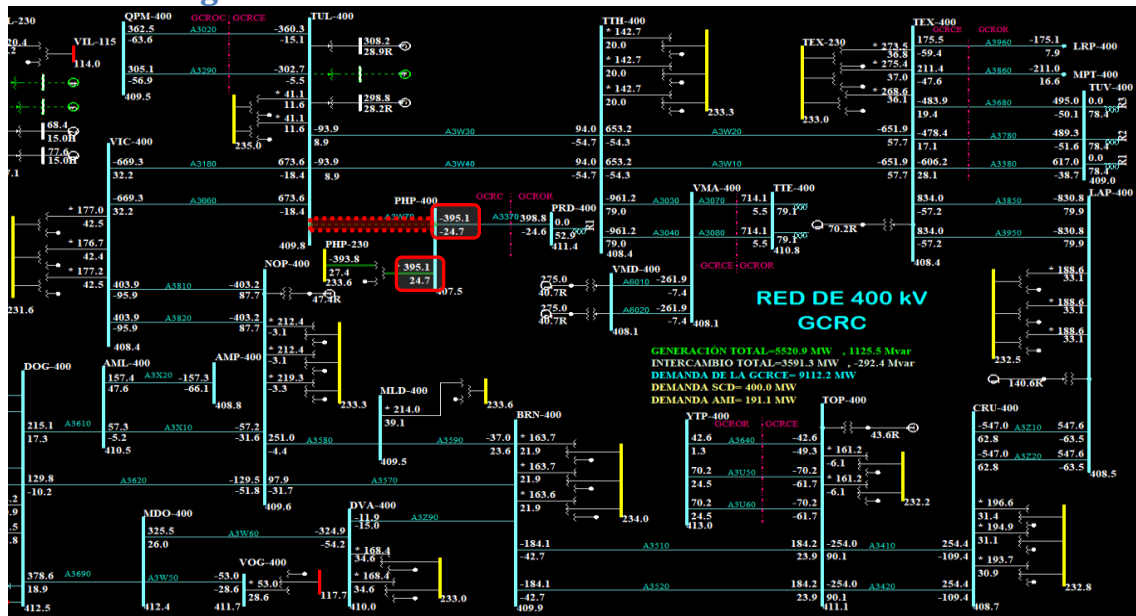 L-230
VIL-115
QPM-400
GCROC
GCRCE
TUL-400
TTH-400
TEX-400
GCRCE
GCROR
20.4
114.0
362.5
-63.6
A3020
-360.3
-15.1
308.2
28.9R
* 142.7
20.0
* 142.7
20.0
* 142.7
20.0
TEX-230
* 273.5
36.8
* 275.4
37.0
* 268.6
36.1
175.5
-59.4
A3960
-175.1
7.9
LRP-400
305.1
-56.9
A3290
-302.7
-5.5
211.4
-47.6
A3860
-211.0
16.6
MPT-400
409.5
* 41.1
11.6
* 41.1
11.6
298.8
28.2R
233.3
233.0
-483.9
19.4
A3680
495.0
-50.1
TUV-400
0.0
78.4
R3
68.4
15.0H
235.0
-93.9
8.9
A3W30
94.0
-54.7
653.2
-54.3
A3W20
-651.9
57.7
-478.4
17.1
A3780
489.3
-51.6
0.0
78.4
R2
77.6
15.0H
7.1
VIC-400
-669.3
32.2
A3180
673.6
-18.4
-93.9
8.9
A3W40
94.0
-54.7
653.2
-54.3
A3W10
-651.9
57.7
-606.2
28.1
A3380
617.0
-38.7
0.0
78.4
R1
409.0
LAP-400
-669.3
32.2
A3660
673.6
-18.4
GCRC
GCROR
-961.2
79.0
A3030
VMA-400
A3070
714.1
5.5
TTE-400
79.1
834.0
-57.2
A3850
-830.8
79.9
* 177.0
42.5
* 176.7
42.4
* 177.2
42.5
231.6
PHP-400
A3W70
-395.1
-24.7
A3370
398.8
-24.6
PRD-400
0.0
52.9
R1
411.4
-961.2
79.0
408.4
A3040
A3080
714.1
5.5
79.1
410.8
70.2R
834.0
-57.2
408.4
A3950
-830.8
79.9
409.8
PHP-230
-393.8
27.4
233.6
* 395.1
24.7
407.5
GCRCE
GCROR
NOP-400
VMD-400
403.9
-95.9
A3810
-403.2
87.7
47.4R
275.0
40.7R
A6010
-261.9
-7.4
* 188.6
33.1
* 188.6
33.1
* 188.6
33.1
232.5
403.9
-95.9
408.4
A3820
-403.2
87.7
* 212.4
-3.1
* 212.4
-3.1
* 219.3
-3.3
233.3
275.0
40.7R
408.1
A6020
-261.9
-7.4
408.1
RED DE 400 kV
GCRC
GENERACIÓN TOTAL=5520.9 MW , 1125.5 Mvar
INTERCAMBIO TOTAL=3591.3 MW , -292.4 Mvar
DEMANDA DE LA GCRCE= 9112.2 MW
DEMANDA SCD= 400.0 MW
DEMANDA AMI= 191.1 MW
140.6R
DOG-400
AML-400
AMP-400
157.4
47.6
A3X20
-157.3
-66.1
408.8
MLD-400
* 214.0
39.1
233.6
215.1
17.3
A3610
57.3
-5.2
410.5
A3X10
-57.2
-31.6
251.0
-4.4
A3580
409.5
A3590
-37.0
23.6
BRN-400
* 163.7
21.9
* 163.7
21.9
* 163.6
21.9
234.0
YTP-400
GCROR
GCRCE
TOP-400
CRU-400
42.6
1.3
A3640
-42.6
-49.3
43.6R
-547.0
62.8
A3Z10
547.6
-63.5
129.8
-10.2
A3620
-129.5
-51.8
97.9
-31.7
409.6
A3570
70.2
24.5
A3U50
-70.2
-61.7
* 161.2
-6.1
* 161.2
-6.1
232.2
-547.0
62.8
A3Z20
547.6
-63.5
408.5
MDO-400
DVA-400
-11.9
-15.0
A3Z90
70.2
24.5
413.0
A3U60
-70.2
-61.7
* 196.6
31.4
* 194.9
31.1
* 193.7
30.9
232.8
325.5
26.0
A3W60
-324.9
-54.2
* 168.4
34.6
* 168.4
34.6
410.0
233.0
-184.1
-42.7
A3510
184.2
23.9
-254.0
90.1
A3410
254.4
-109.4
VOG-400
378.6
18.9
412.5
A3690
412.4
A3W50
-53.0
-28.6
411.7
* 53.0
28.6
117.7
-184.1
-42.7
409.9
A3520
184.2
23.9
411.1
-254.0
90.1
A3420
254.4
-109.4
408.7